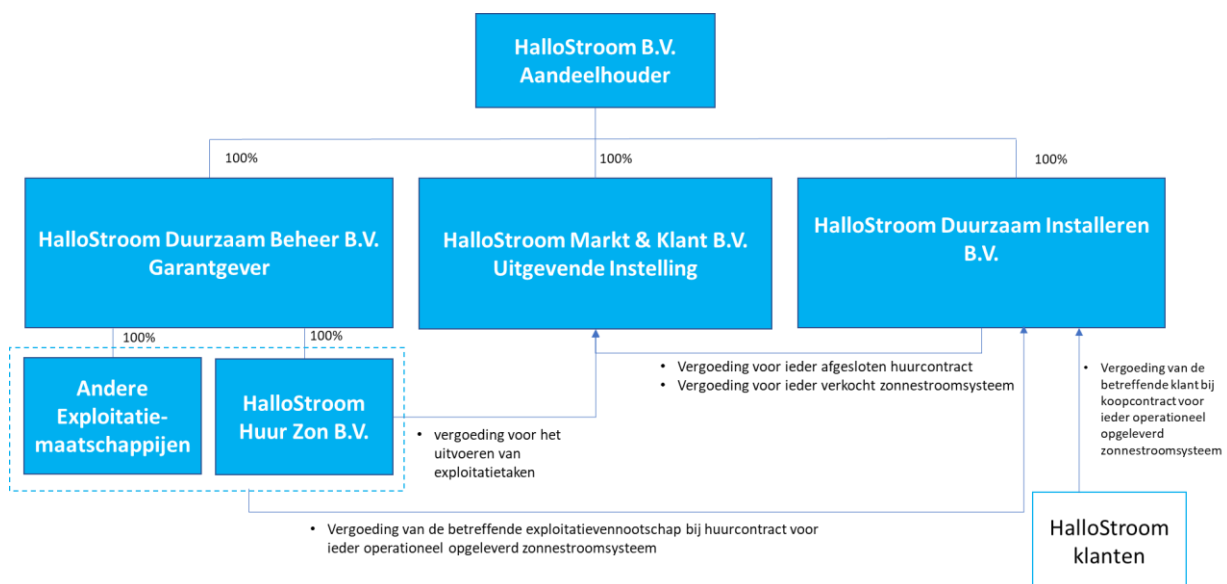 HalloStroom B.V.
Aandeelhouder
100%
100%
100%
HalloStroom Duurzaam Beheer B.V.
Garantgever
HalloStroom Markt & Klant B.V.
Uitgevende Instelling
HalloStroom Duurzaam Installeren
B.V.
100%
100%
Andere
Exploitatie-
maatschappijen
HalloStroom
Huur Zon B.V.
• Vergoeding voor ieder afgesloten huurcontract
• Vergoeding voor ieder verkocht zonnestroomsysteem
• Vergoeding van de
betreffende klant bij
koopcontract voor
ieder operationeel
opgeleverd
zonnestroomsysteem
• vergoeding voor het
uitvoeren van
exploitatietaken
• Vergoeding van de betreffende exploitatievennootschap bij huurcontract voor
ieder operationeel opgeleverd zonnestroomsysteem
HalloStroom
klanten